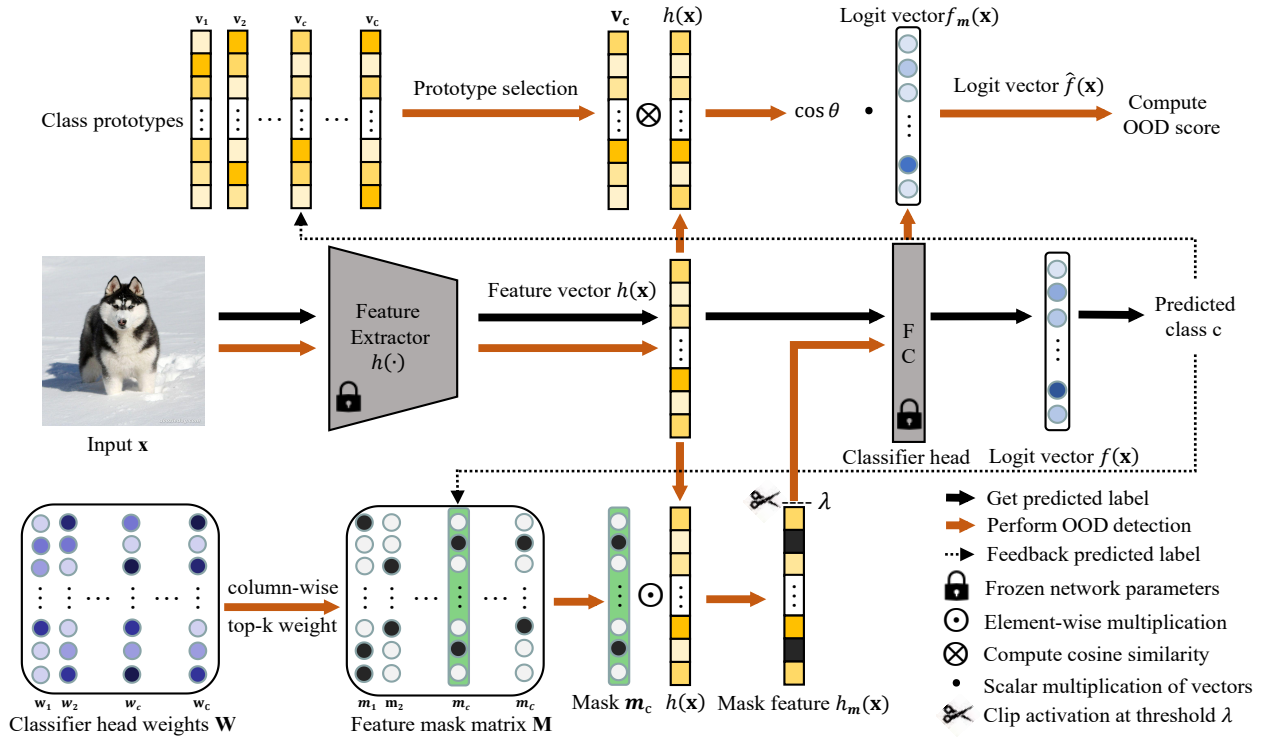 v₁ v₂ v_c v_C
Class prototypes
Prototype selection
v_c h(x)
cos θ
Logit vector f_m(x)
Logit vector f̂(x)
Compute
OOD score
Input x
Feature
Extractor
h(·)
Feature vector h(x)
F
C
Classifier head
Logit vector f(x)
Predicted
class c
w₁ w₂ w_c w_C
Classifier head weights W
column-wise
top-k weight
m₁ m₂ m_c m_C
Feature mask matrix M
Mask m_c h(x)
λ
Mask feature h_m(x)
Get predicted label
Perform OOD detection
Feedback predicted label
Frozen network parameters
Element-wise multiplication
Compute cosine similarity
Scalar multiplication of vectors
Clip activation at threshold λ